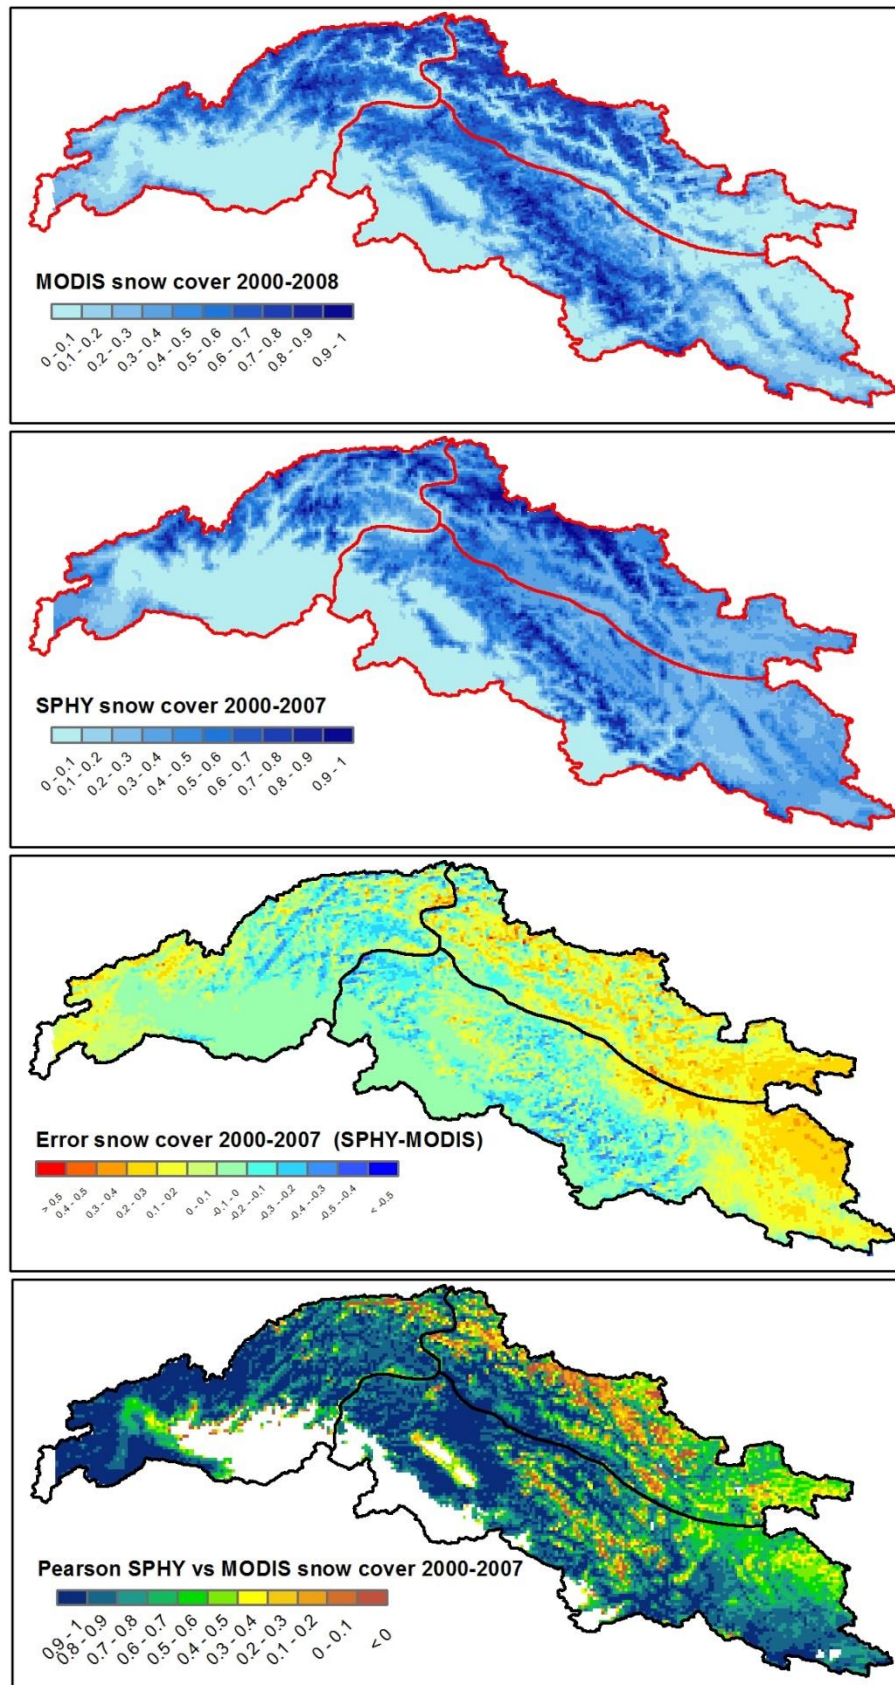 MODIS snow cover 2000-2008
0 - 0.1
0.1 - 0.2
0.2 - 0.3
0.3 - 0.4
0.4 - 0.5
0.5 - 0.6
0.6 - 0.7
0.7 - 0.8
0.8 - 0.9
0.9 - 1
SPHY snow cover 2000-2007
0 - 0.1
0.1 - 0.2
0.2 - 0.3
0.3 - 0.4
0.4 - 0.5
0.5 - 0.6
0.6 - 0.7
0.7 - 0.8
0.8 - 0.9
0.9 - 1
Error snow cover 2000-2007 (SPHY-MODIS)
> 0.5
0.4 - 0.5
0.3 - 0.4
0.2 - 0.3
0.1 - 0.2
0 - 0.1
-0.1 - 0
-0.2 - -0.1
-0.3 - -0.2
-0.4 - -0.3
-0.5 - -0.4
< -0.5
Pearson SPHY vs MODIS snow cover 2000-2007
0.9 - 1
0.8 - 0.9
0.7 - 0.8
0.6 - 0.7
0.5 - 0.6
0.4 - 0.5
0.3 - 0.4
0.2 - 0.3
0.1 - 0.2
0 - 0.1
< 0